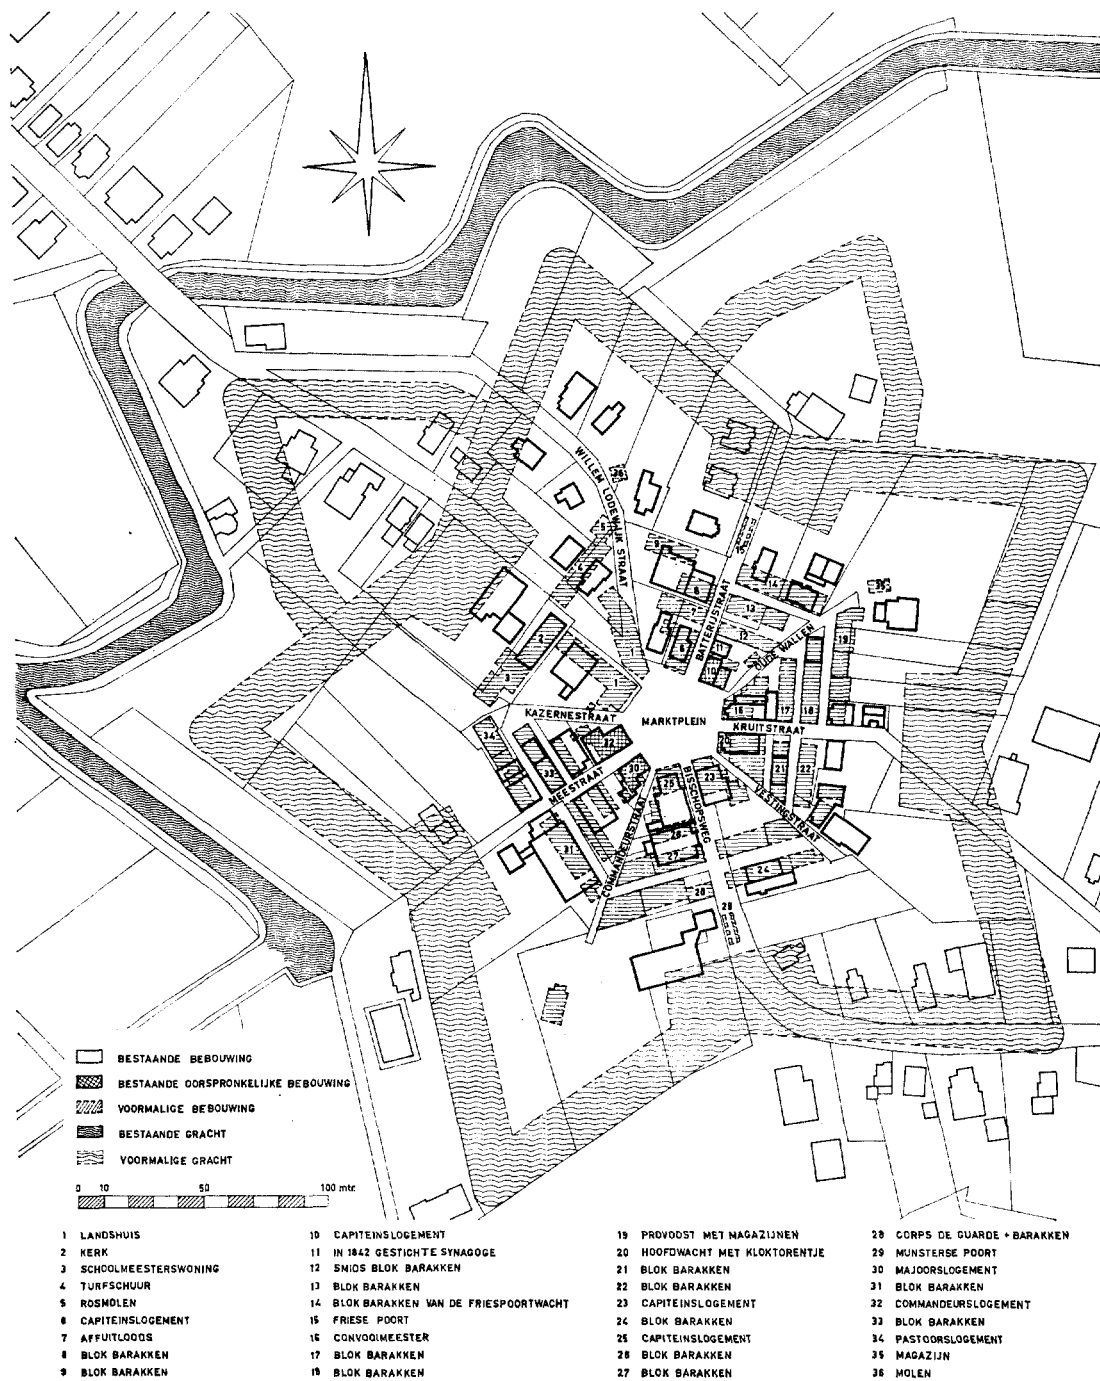 WILLEM LODEWIJK STRAAT
BATERIJSTRAAT
OUDE WALLEN
KAZERNESTRAAT
MARKTPLEIN
KRUITSTRAAT
MEESTRAAT
BISSCHOPSWEG
VESTINGSTRAAT
COMMANDEURSTRAAT
BESTAANDE BEBOUWING
BESTAANDE OORSPRONKELIJKE BEBOUWING
VOORMALIGE BEBOUWING
BESTAANDE GRACHT
VOORMALIGE GRACHT
0 10 50 100 mtr.
1 LANDSHUIS
2 KERK
3 SCHOOLMEESTERSWONING
4 TURFSCHUUR
5 ROSMOLEN
6 CAPITEINSLOGEMENT
7 AFFUITLOODS
8 BLOK BARAKKEN
9 BLOK BARAKKEN
10 CAPITEINSLOGEMENT
11 IN 1842 GESTICHTE SYNAGOGE
12 SMIDS BLOK BARAKKEN
13 BLOK BARAKKEN
14 BLOK BARAKKEN VAN DE FRIESPOORTWACHT
15 FRIESE POORT
16 CONVOOIMEESTER
17 BLOK BARAKKEN
18 BLOK BARAKKEN
19 PROVOOST MET MAGAZIJNEN
20 HOOFDWACHT MET KLOKTORENTJE
21 BLOK BARAKKEN
22 BLOK BARAKKEN
23 CAPITEINSLOGEMENT
24 BLOK BARAKKEN
25 CAPITEINSLOGEMENT
26 BLOK BARAKKEN
27 BLOK BARAKKEN
28 CORPS DE GUARDE + BARAKKEN
29 MUNSTERSE POORT
30 MAJOORSLOGEMENT
31 BLOK BARAKKEN
32 COMMANDEURSLOGEMENT
33 BLOK BARAKKEN
34 PASTOORSLOGEMENT
35 MAGAZIJN
36 MOLEN